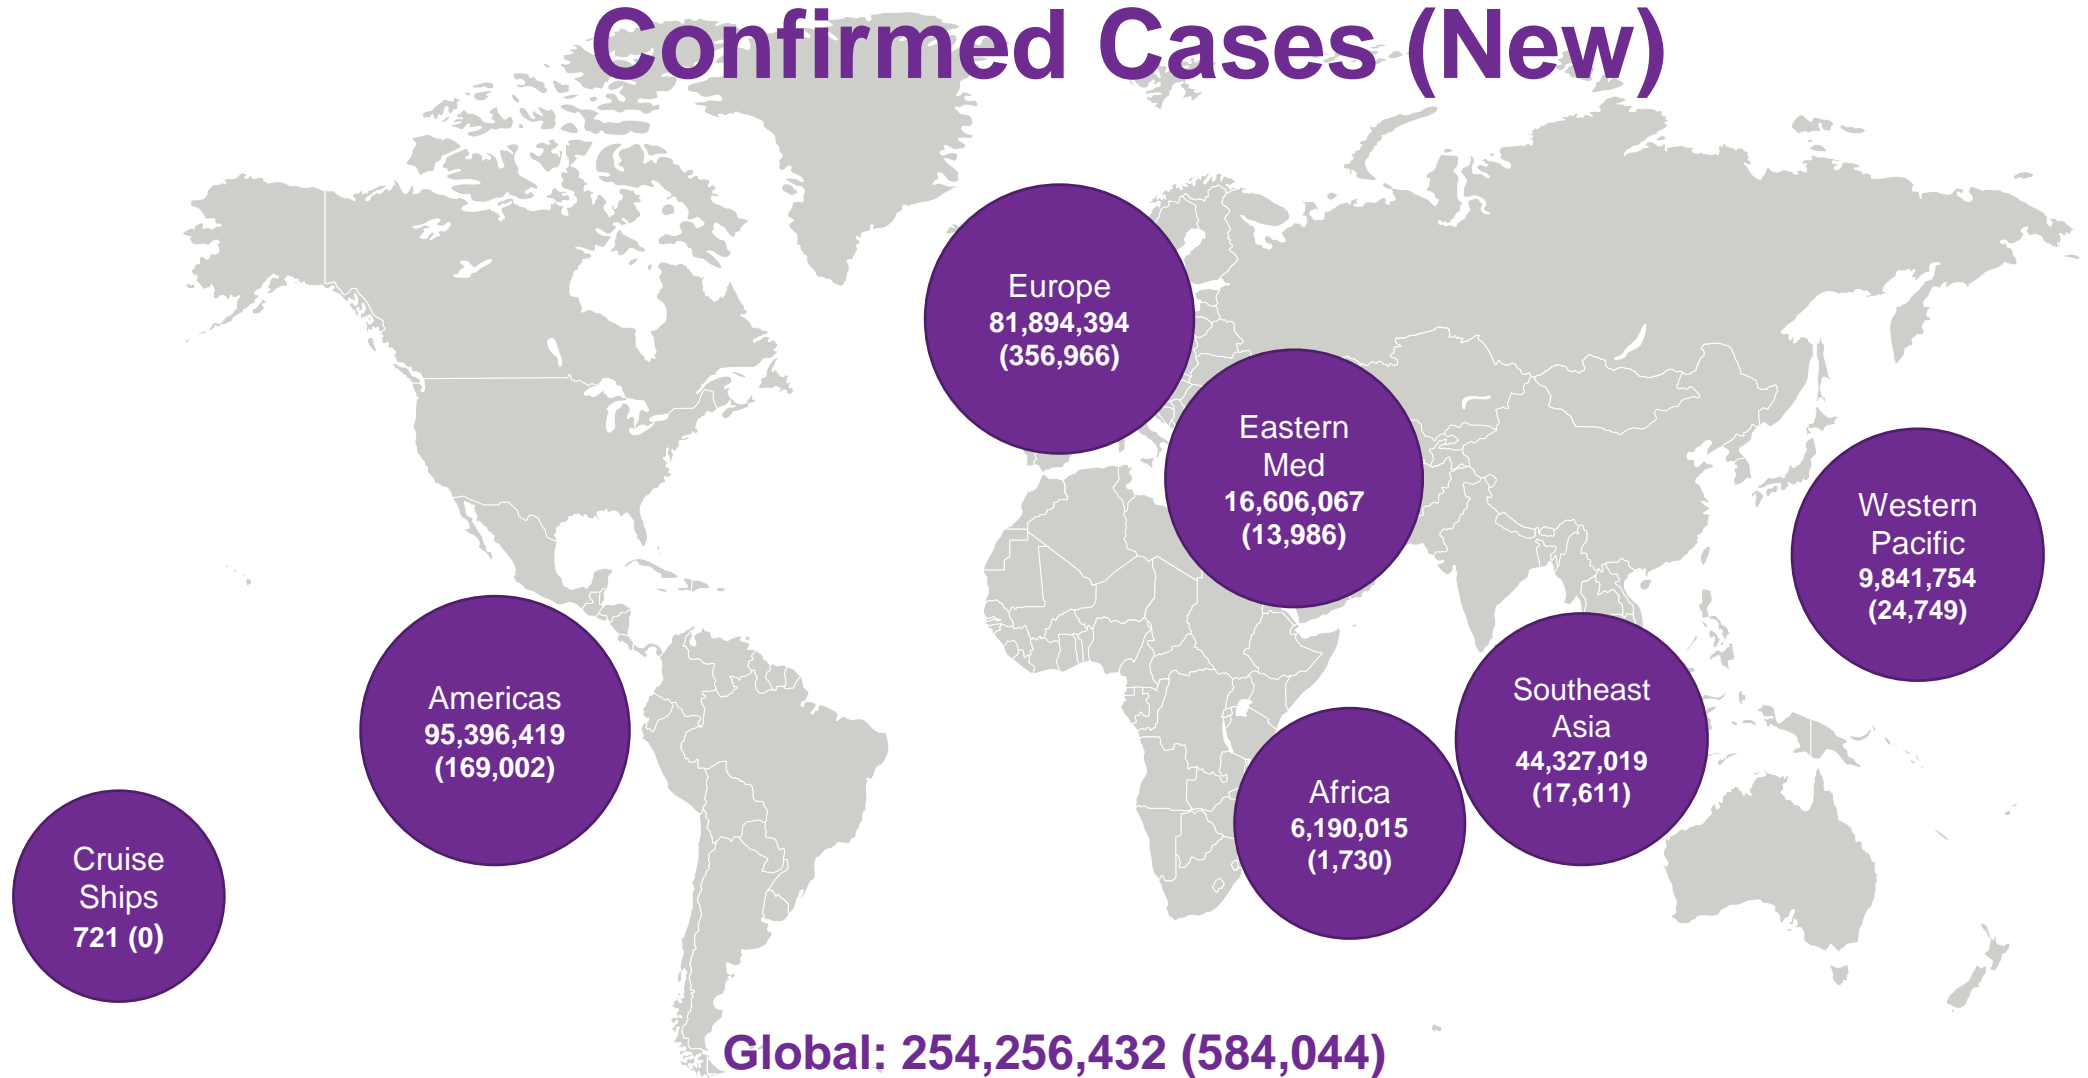 Confirmed Cases (New)
Europe
81,894,394
(356,966)
Eastern
Med
16,606,067
(13,986)
Western
Pacific
9,841,754
(24,749)
Americas
95,396,419
(169,002)
Southeast
Asia
44,327,019
(17,611)
Africa
6,190,015
(1,730)
Cruise
Ships
721 (0)
Global: 254,256,432 (584,044)